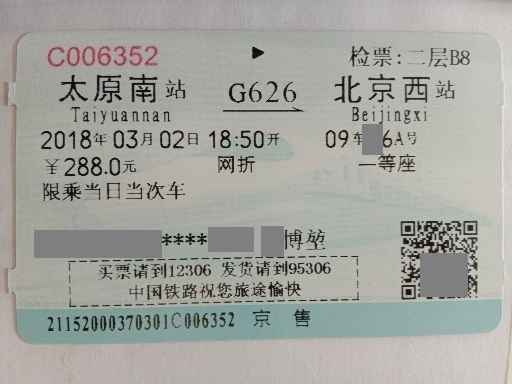 C006352 检票:二层B8
太原南站 G626 北京西站
Taiyuannan Beijingxi
2018年03月02日18:50开 09车6A号
￥288.0元 网折 一等座
限乘当日当次车
****博堃
买票请到12306 发货请到95306
中国铁路祝您旅途愉快
21152000370301C006352 京 售